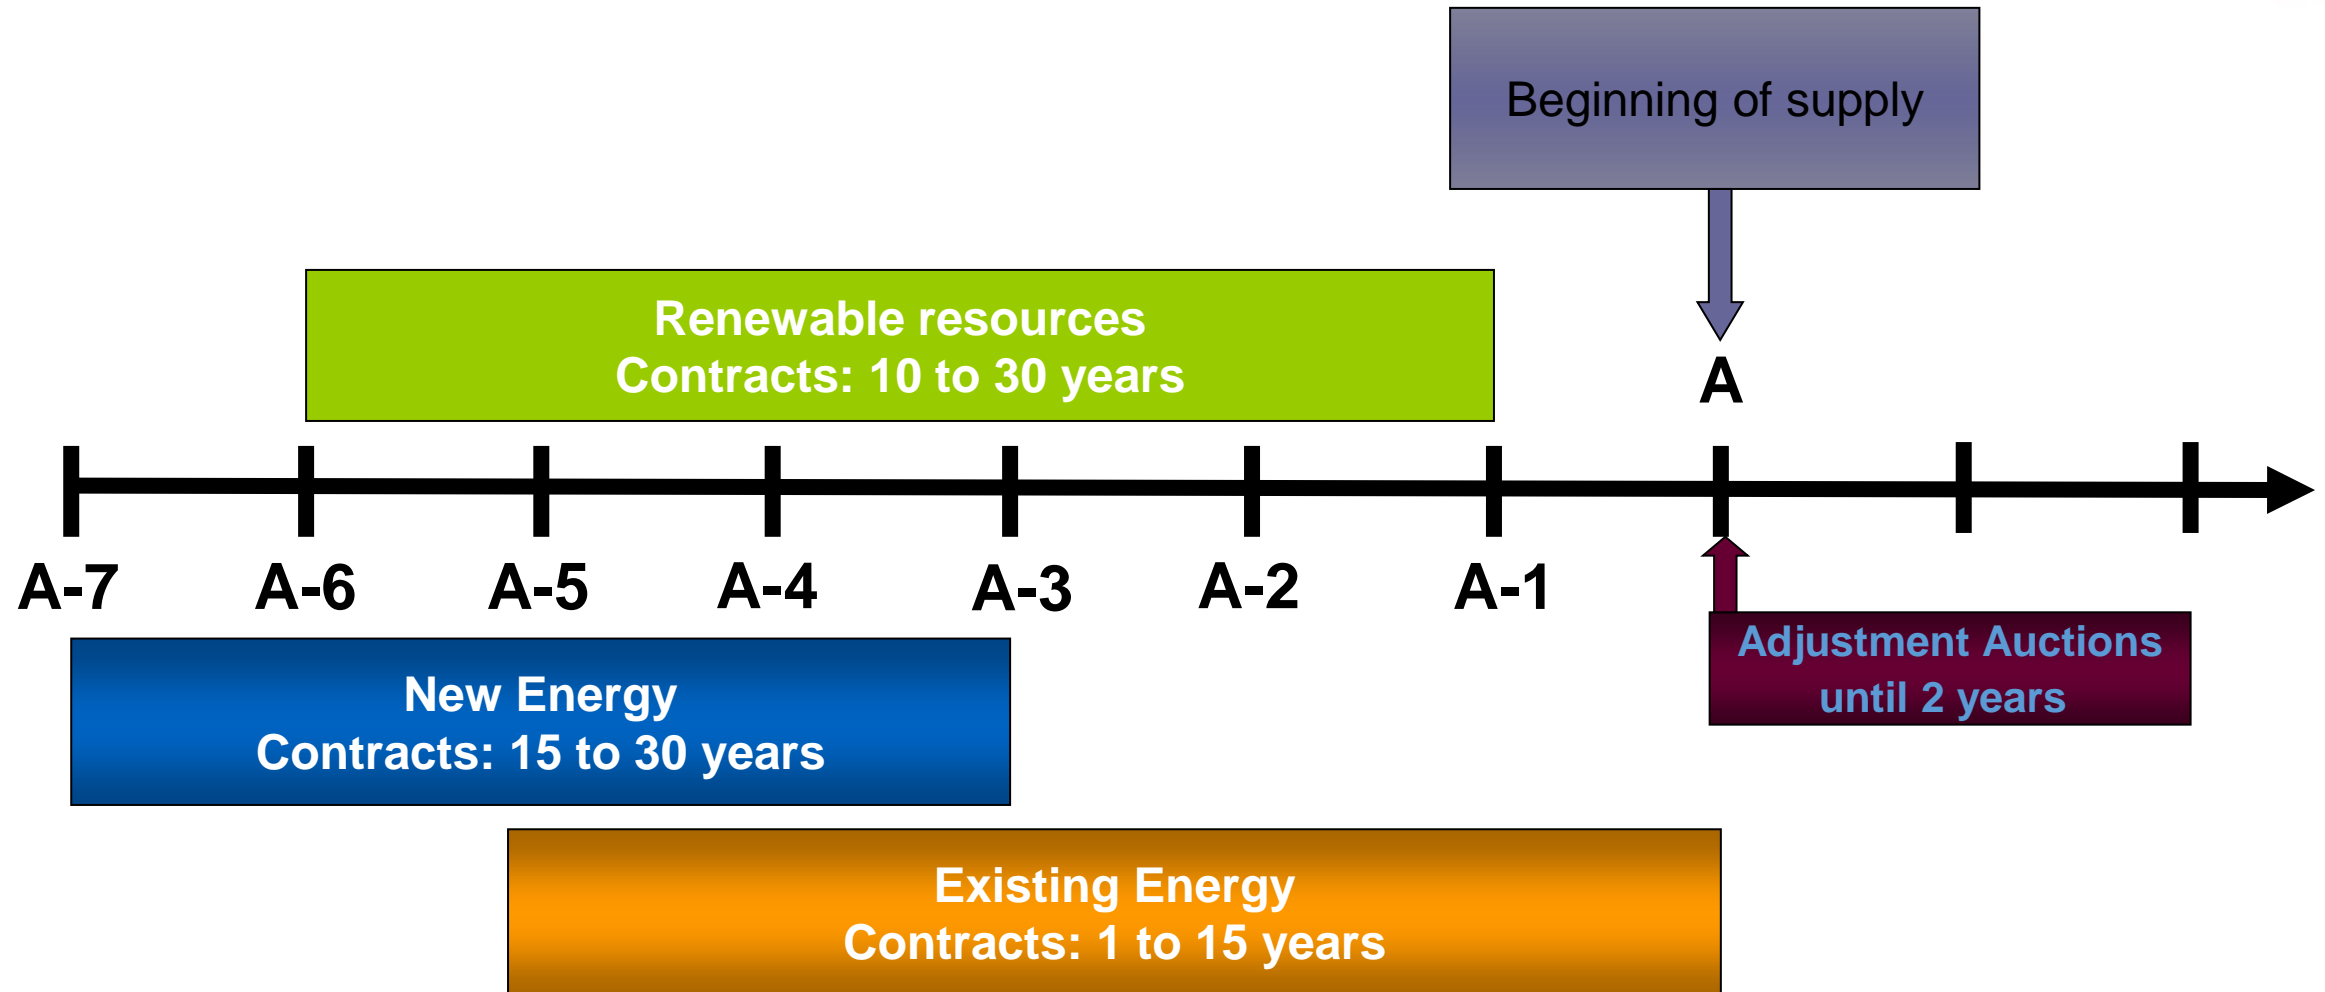 Beginning of supply
Renewable resources
Contracts: 10 to 30 years
A
A-7 A-6 A-5 A-4 A-3 A-2 A-1
Adjustment Auctions
until 2 years
New Energy
Contracts: 15 to 30 years
Existing Energy
Contracts: 1 to 15 years